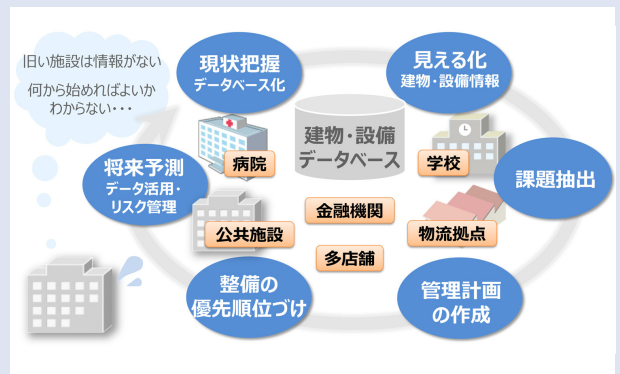 旧い施設は情報がない
何から始めればよいか
わからない・・・
現状把握
データベース化
見える化
建物・設備情報
課題抽出
管理計画
の作成
整備の
優先順位づけ
将来予測
データ活用・
リスク管理
建物・設備
データベース
病院
学校
金融機関
公共施設
物流拠点
多店舗